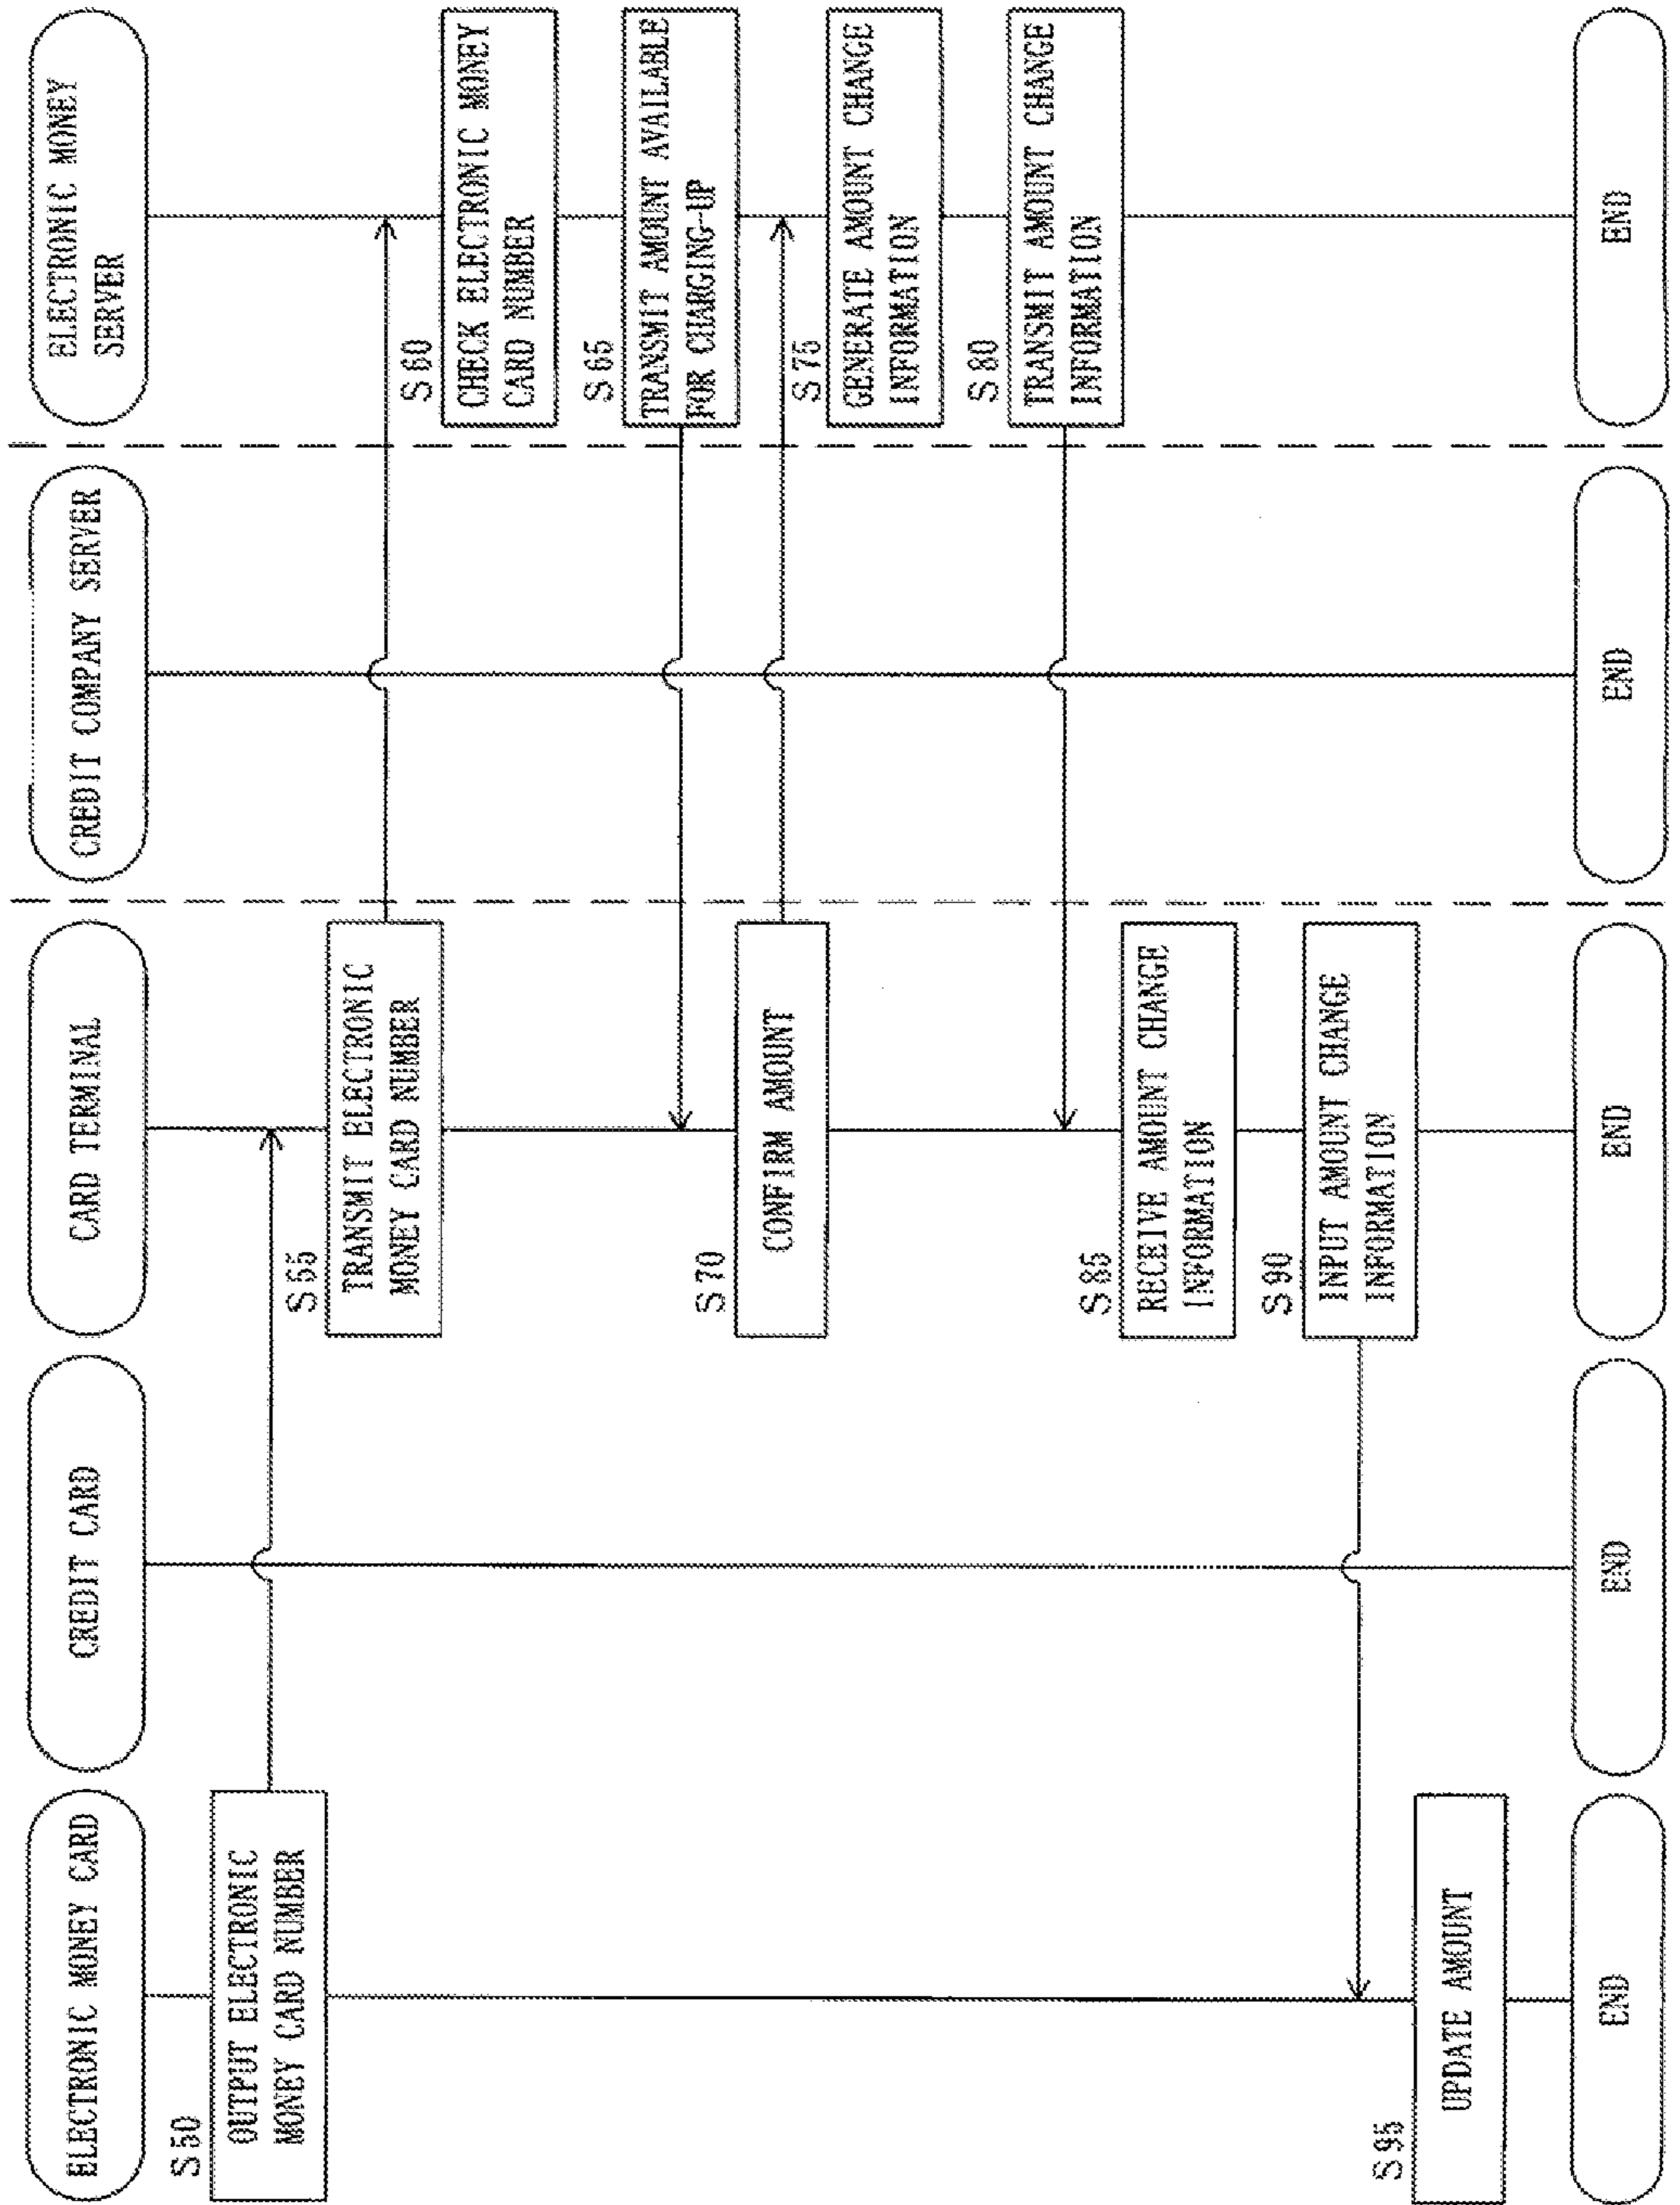 ELECTRONIC MONEY CARD
CREDIT CARD
CARD TERMINAL
CREDIT COMPANY SERVER
ELECTRONIC MONEY
SERVER
S50
OUTPUT ELECTRONIC
MONEY CARD NUMBER
S55
TRANSMIT ELECTRONIC
MONEY CARD NUMBER
S60
CHECK ELECTRONIC MONEY
CARD NUMBER
S65
TRANSMIT AMOUNT AVAILABLE
FOR CHARGING-UP
S70
CONFIRM AMOUNT
S75
GENERATE AMOUNT CHANGE
INFORMATION
S80
TRANSMIT AMOUNT CHANGE
INFORMATION
S85
RECEIVE AMOUNT CHANGE
INFORMATION
S90
INPUT AMOUNT CHANGE
INFORMATION
S95
UPDATE AMOUNT
END
END
END
END
END